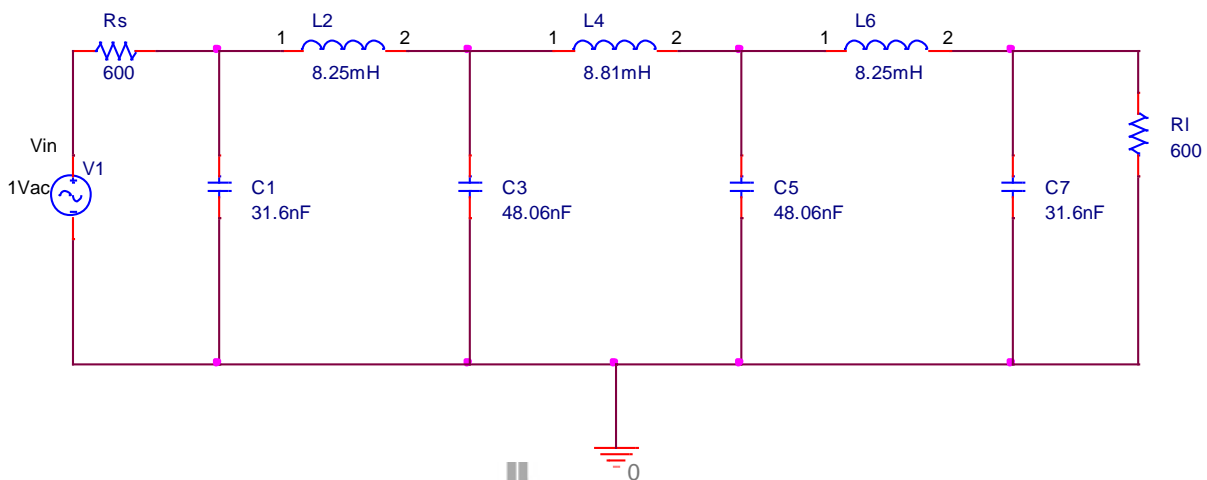 Rs
600
1
L2
2
8.25mH
1
L4
2
8.81mH
1
L6
2
8.25mH
Vin
V1
1Vac
C1
31.6nF
C3
48.06nF
C5
48.06nF
C7
31.6nF
Rl
600
0